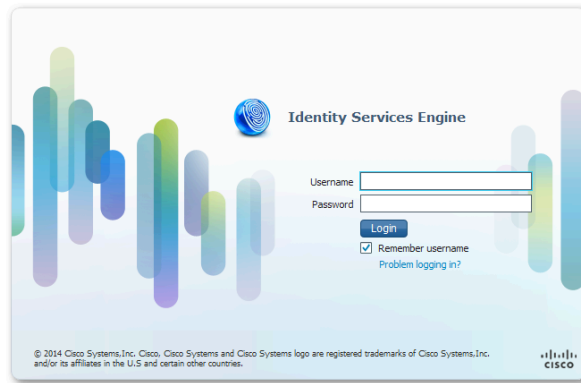 Identity Services Engine
Username
Password
Login
Remember username
Problem logging in?
© 2014 Cisco Systems,Inc. Cisco, Cisco Systems and Cisco Systems logo are registered trademarks of Cisco Systems,Inc.
and/or its affiliates in the U.S and certain other countries.
CISCO